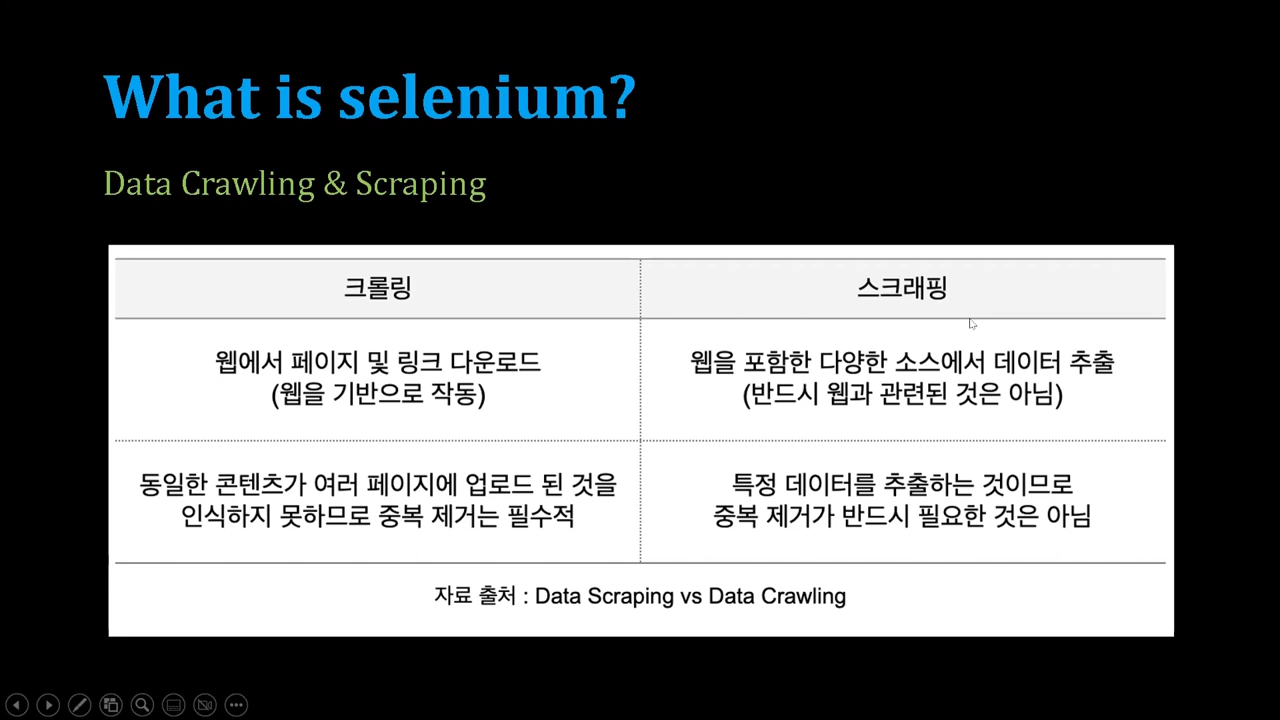 What is selenium?
Data Crawling & Scraping
크롤링
스크래핑
웹에서 페이지 및 링크 다운로드
(웹을 기반으로 작동)
웹을 포함한 다양한 소스에서 데이터 추출
(반드시 웹과 관련된 것은 아님)
동일한 콘텐츠가 여러 페이지에 업로드 된 것을
인식하지 못하므로 중복 제거는 필수적
특정 데이터를 추출하는 것이므로
중복 제거가 반드시 필요한 것은 아님
자료 출처 : Data Scraping vs Data Crawling